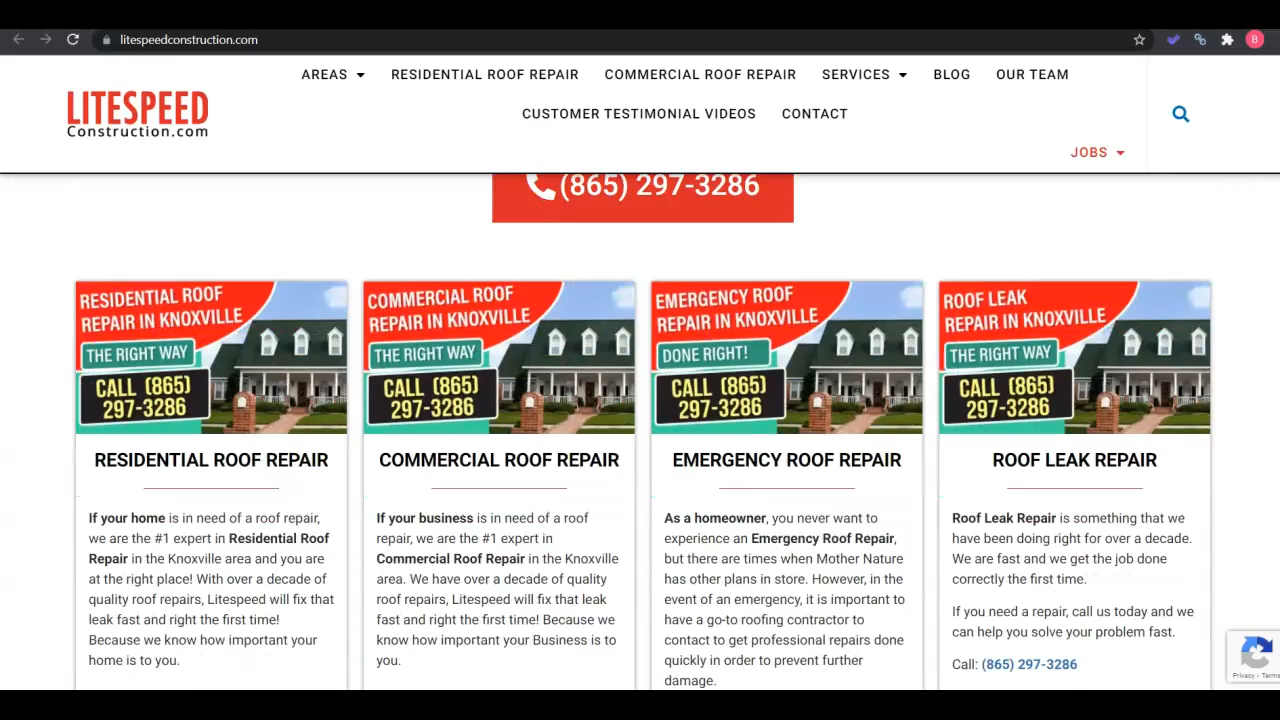 litespeedconstruction.com
B
AREAS RESIDENTIAL ROOF REPAIR COMMERCIAL ROOF REPAIR SERVICES BLOG OUR TEAM
LITESPEED
Construction.com
CUSTOMER TESTIMONIAL VIDEOS CONTACT
JOBS
(865) 297-3286
RESIDENTIAL ROOF
REPAIR IN KNOXVILLE
THE RIGHT WAY
CALL (865)
297-3286
RESIDENTIAL ROOF REPAIR
If your home is in need of a roof repair,
we are the #1 expert in Residential Roof
Repair in the Knoxville area and you are
at the right place! With over a decade of
quality roof repairs, Litespeed will fix that
leak fast and right the first time!
Because we know how important your
home is to you.
COMMERCIAL ROOF
REPAIR IN KNOXVILLE
THE RIGHT WAY
CALL (865)
297-3286
COMMERCIAL ROOF REPAIR
If your business is in need of a roof
repair, we are the #1 expert in
Commercial Roof Repair in the Knoxville
area. We have over a decade of quality
roof repairs, Litespeed will fix that leak
fast and right the first time! Because we
know how important your Business is to
you.
EMERGENCY ROOF
REPAIR IN KNOXVILLE
DONE RIGHT!
CALL (865)
297-3286
EMERGENCY ROOF REPAIR
As a homeowner, you never want to
experience an Emergency Roof Repair,
but there are times when Mother Nature
has other plans in store. However, in the
event of an emergency, it is important to
have a go-to roofing contractor to
contact to get professional repairs done
quickly in order to prevent further
damage.
ROOF LEAK
REPAIR IN KNOXVILLE
THE RIGHT WAY
CALL (865)
297-3286
ROOF LEAK REPAIR
Roof Leak Repair is something that we
have been doing right for over a decade.
We are fast and we get the job done
correctly the first time.
If you need a repair, call us today and we
can help you solve your problem fast.
Call: (865) 297-3286
Privacy - Terms